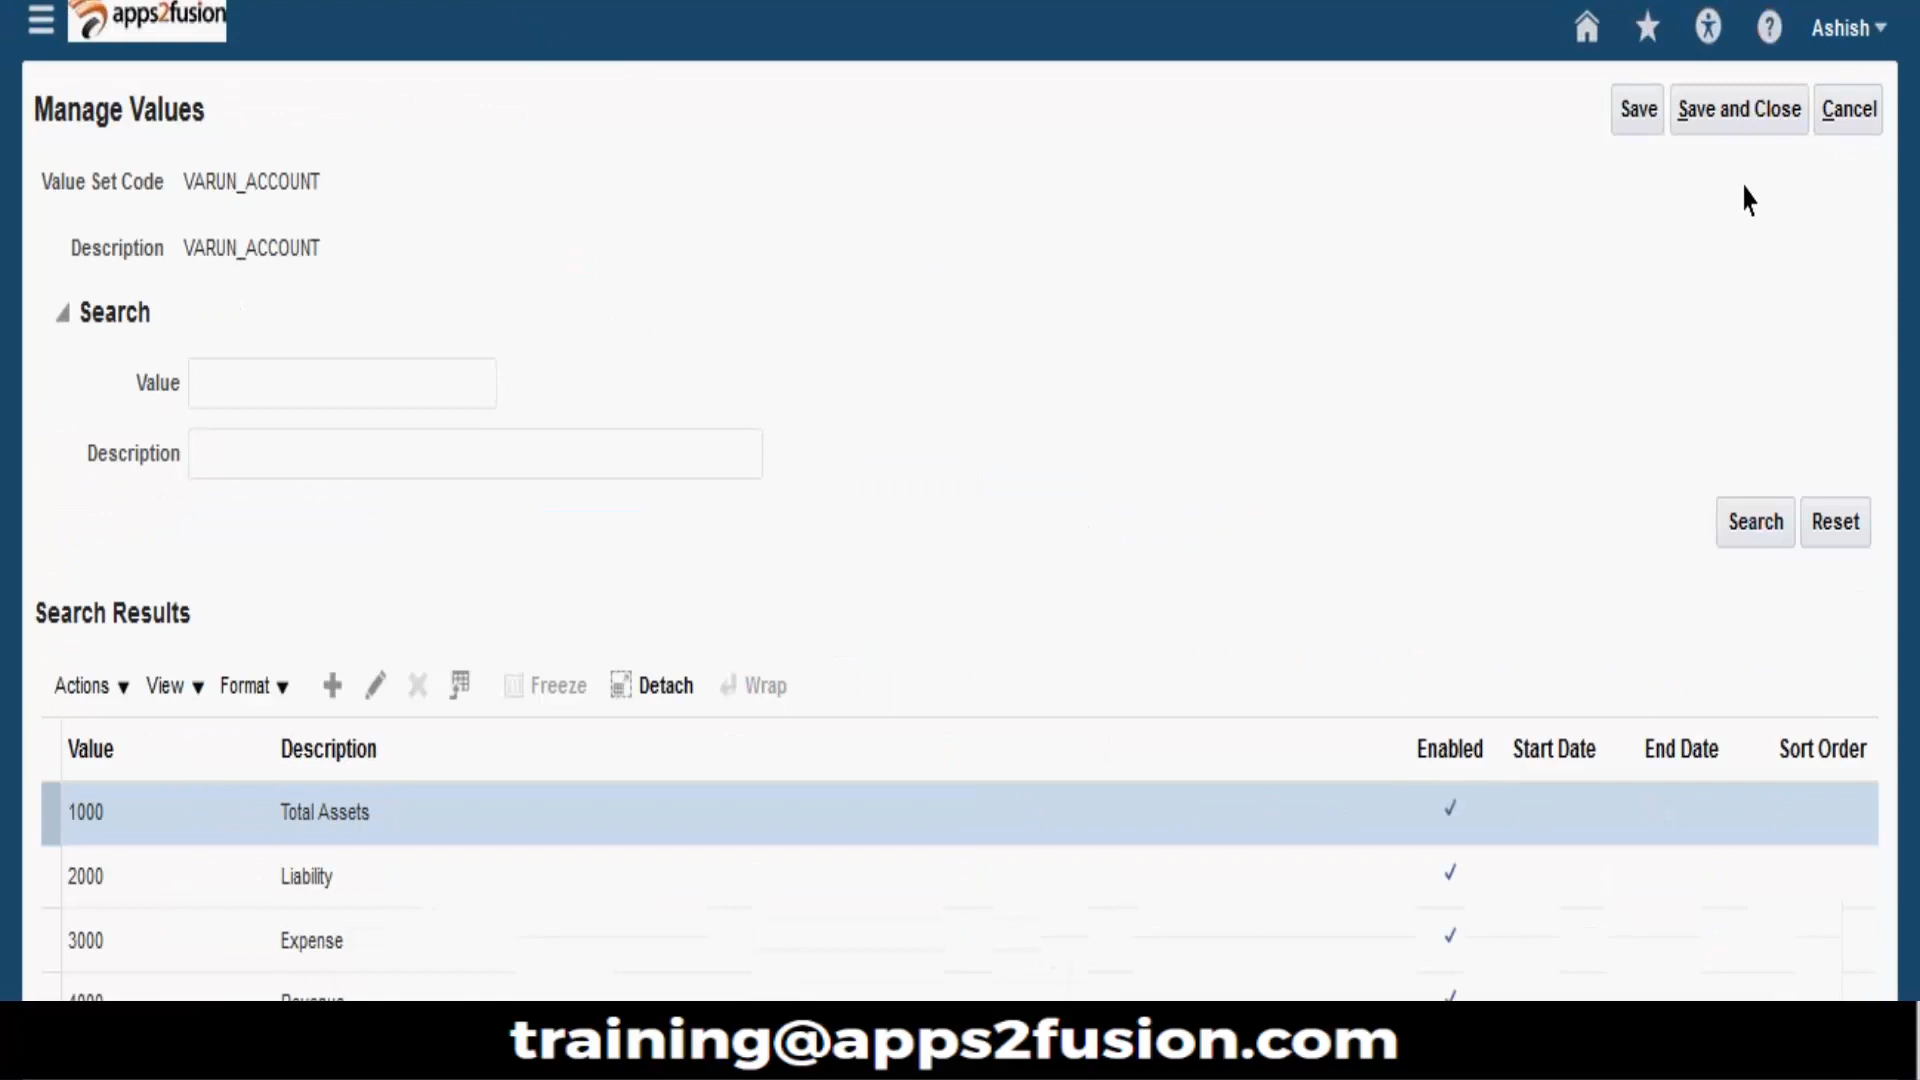 apps2fusion
Ashish
Manage Values
Save Save and Close Cancel
Value Set Code VARUN_ACCOUNT
Description VARUN_ACCOUNT
Search
Value
Description
Search Reset
Search Results
Actions View Format Freeze Detach Wrap
Value Description Enabled Start Date End Date Sort Order
1000 Total Assets
2000 Liability
3000 Expense
4000 Revenue
training@apps2fusion.com